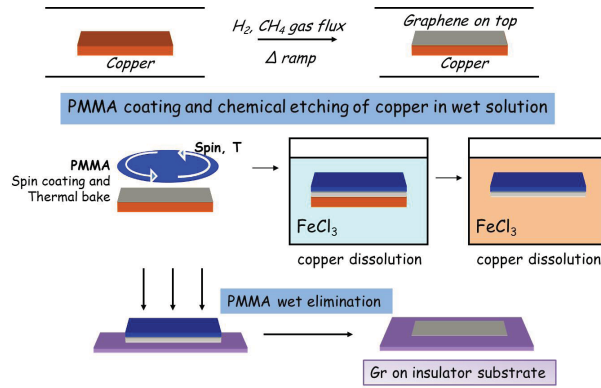 H2, CH4 gas flux
Δ ramp
Copper
Graphene on top
Copper
PMMA coating and chemical etching of copper in wet solution
Spin, T
PMMA
Spin coating and
Thermal bake
FeCl3
copper dissolution
FeCl3
copper dissolution
PMMA wet elimination
Gr on insulator substrate